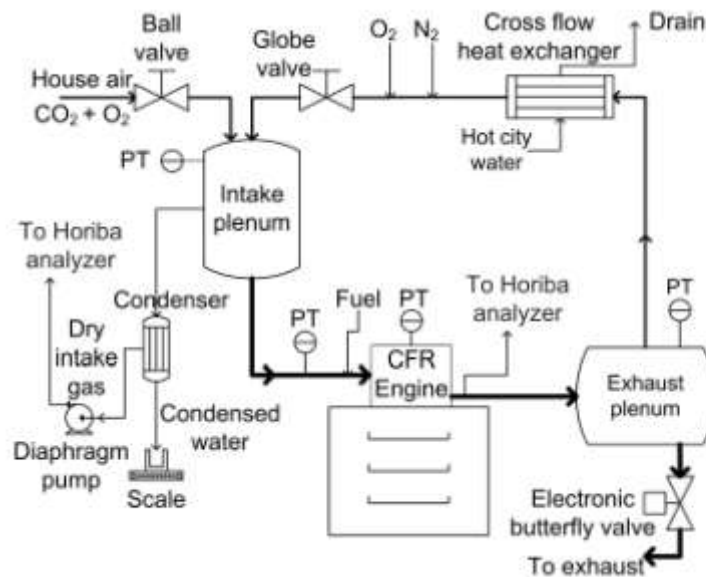 Ball
valve
Globe
valve
O₂ N₂
Cross flow
heat exchanger
Drain
House air
CO₂ + O₂
Hot city
water
PT
Intake
plenum
To Horiba
analyzer
Condenser
Dry
intake
gas
Diaphragm
pump
Condensed
water
Scale
PT
Fuel
PT
CFR
Engine
To Horiba
analyzer
PT
Exhaust
plenum
Electronic
butterfly valve
To exhaust